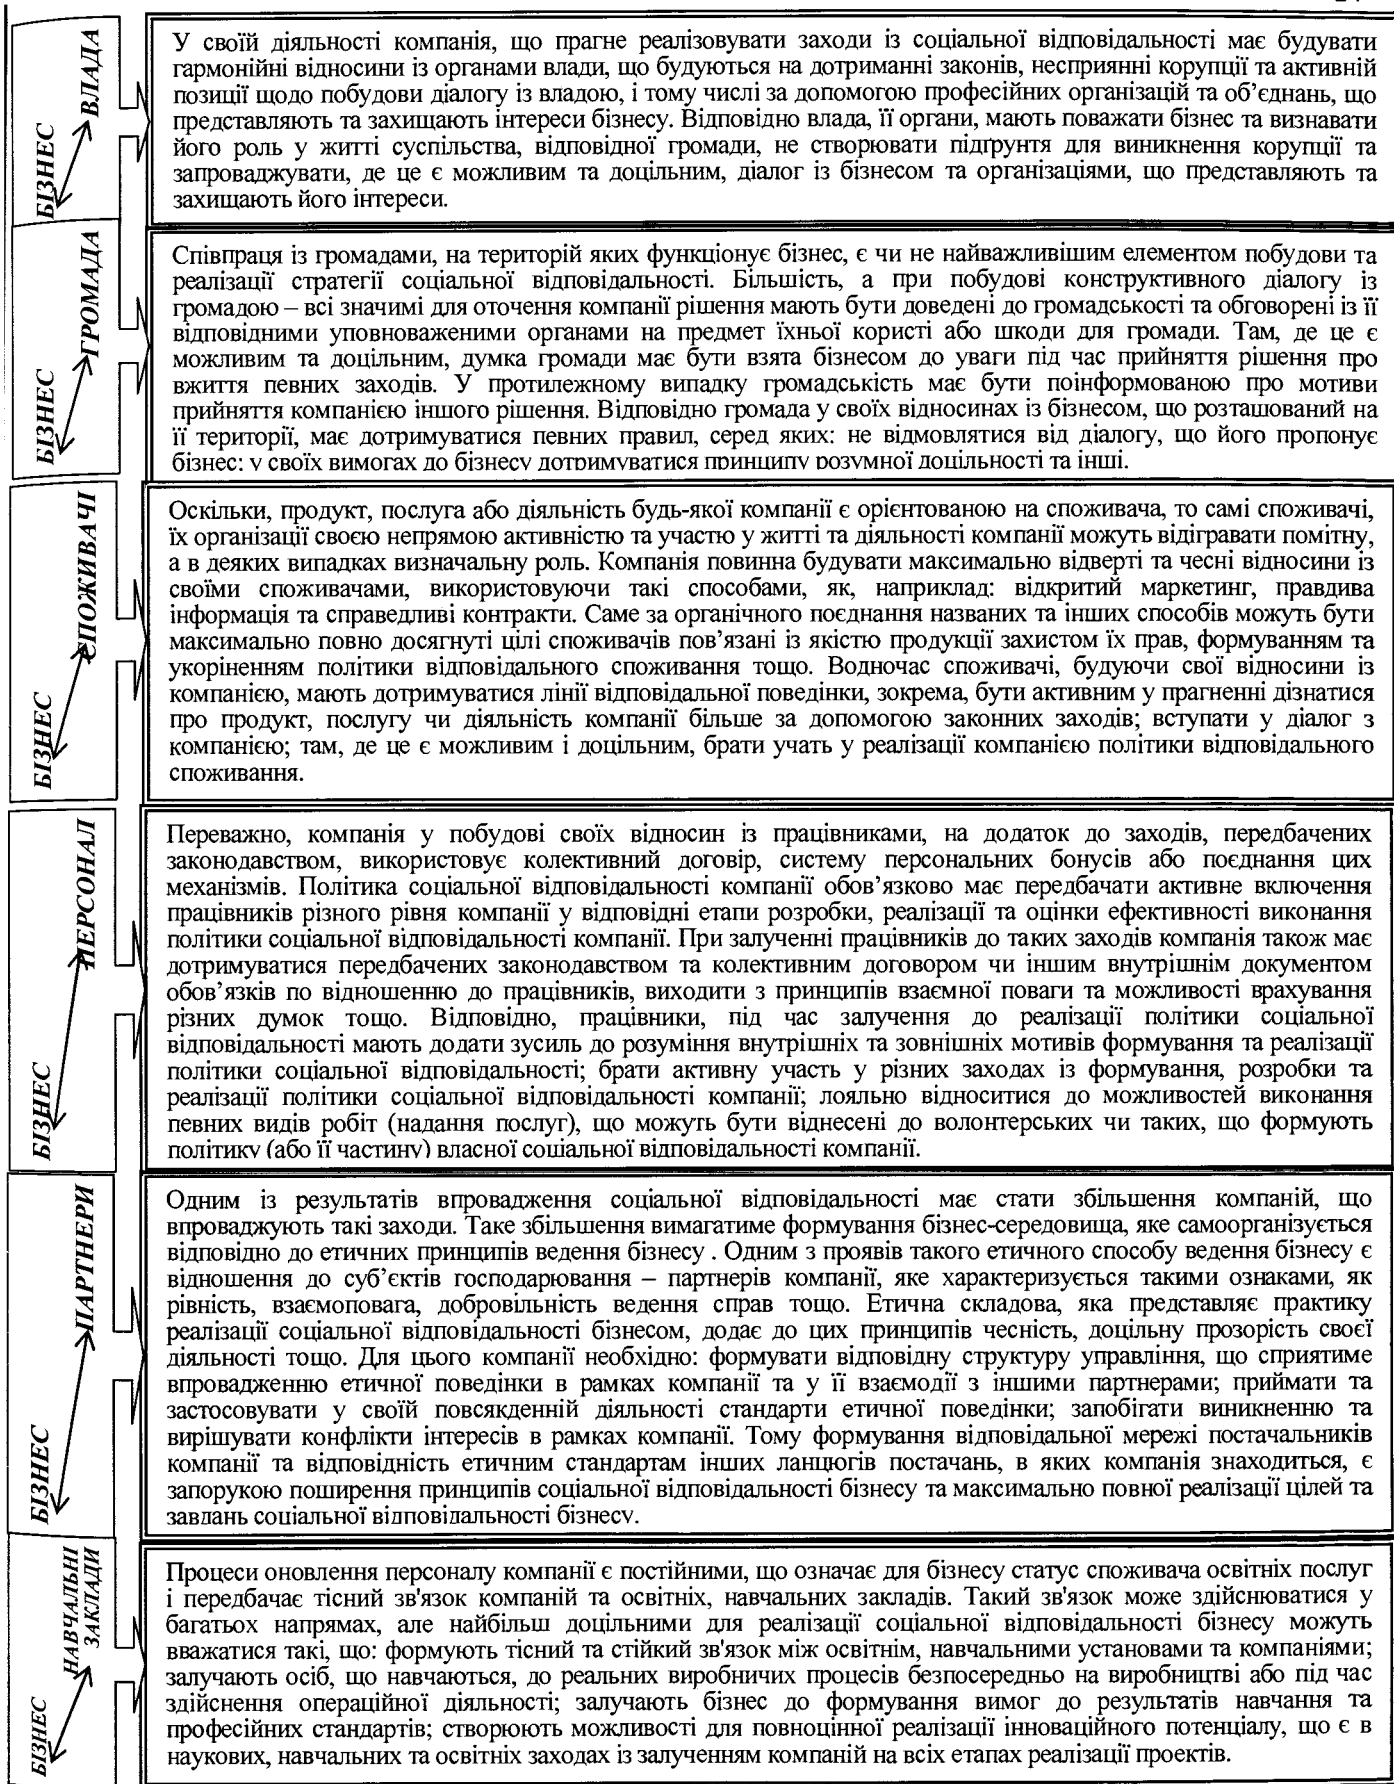 БІЗНЕС
ВЛАДА
У своїй діяльності компанія, що прагне реалізовувати заходи із соціальної відповідальності має будувати
гармонійні відносини із органами влади, що будуються на дотриманні законів, несприянні корупції та активній
позиції щодо побудови діалогу із владою, і тому числі за допомогою професійних організацій та об’єднань, що
представляють та захищають інтереси бізнесу. Відповідно влада, її органи, мають поважати бізнес та визнавати
його роль у житті суспільства, відповідної громади, не створювати підґрунтя для виникнення корупції та
запроваджувати, де це є можливим та доцільним, діалог із бізнесом та організаціями, що представляють та
захищають його інтереси.
БІЗНЕС
ГРОМАДА
Співпраця із громадами, на територій яких функціонує бізнес, є чи не найважливішим елементом побудови та
реалізації стратегії соціальної відповідальності. Більшість, а при побудові конструктивного діалогу із
громадою – всі значимі для оточення компанії рішення мають бути доведені до громадськості та обговорені із її
відповідними уповноваженими органами на предмет їхньої користі або шкоди для громади. Там, де це є
можливим та доцільним, думка громади має бути взята бізнесом до уваги під час прийняття рішення про
вжиття певних заходів. У протилежному випадку громадськість має бути поінформованою про мотиви
прийняття компанією іншого рішення. Відповідно громада у своїх відносинах із бізнесом, що розташований на
її території, має дотримуватися певних правил, серед яких: не відмовлятися від діалогу, що його пропонує
бізнес; у своїх вимогах до бізнесу дотримуватися принципу розумної доцільності та інші.
БІЗНЕС
СПОЖИВАЧІ
Оскільки, продукт, послуга або діяльність будь-якої компанії є орієнтованою на споживача, то самі споживачі,
їх організації своєю непрямою активністю та участю у житті та діяльності компанії можуть відігравати помітну,
а в деяких випадках визначальну роль. Компанія повинна будувати максимально відверті та чесні відносини із
своїми споживачами, використовуючи такі способами, як, наприклад: відкритий маркетинг, правдива
інформація та справедливі контракти. Саме за органічного поєднання названих та інших способів можуть бути
максимально повно досягнуті цілі споживачів пов’язані із якістю продукції захистом їх прав, формуванням та
укоріненням політики відповідального споживання тощо. Водночас споживачі, будуючи свої відносини із
компанією, мають дотримуватися лінії відповідальної поведінки, зокрема, бути активним у прагненні дізнатися
про продукт, послугу чи діяльність компанії більше за допомогою законних заходів; вступати у діалог з
компанією; там, де це є можливим і доцільним, брати учать у реалізації компанією політики відповідального
споживання.
БІЗНЕС
ПЕРСОНАЛ
Переважно, компанія у побудові своїх відносин із працівниками, на додаток до заходів, передбачених
законодавством, використовує колективний договір, систему персональних бонусів або поєднання цих
механізмів. Політика соціальної відповідальності компанії обов’язково має передбачати активне включення
працівників різного рівня компанії у відповідні етапи розробки, реалізації та оцінки ефективності виконання
політики соціальної відповідальності компанії. При залученні працівників до таких заходів компанія також має
дотримуватися передбачених законодавством та колективним договором чи іншим внутрішнім документом
обов’язків по відношенню до працівників, виходити з принципів взаємної поваги та можливості врахування
різних думок тощо. Відповідно, працівники, під час залучення до реалізації політики соціальної
відповідальності мають додати зусиль до розуміння внутрішніх та зовнішніх мотивів формування та реалізації
політики соціальної відповідальності; брати активну участь у різних заходах із формування, розробки та
реалізації політики соціальної відповідальності компанії; лояльно відноситися до можливостей виконання
певних видів робіт (надання послуг), що можуть бути віднесені до волонтерських чи таких, що формують
політику (або її частину) власної соціальної відповідальності компанії.
БІЗНЕС
ПАРТНЕРИ
Одним із результатів впровадження соціальної відповідальності має стати збільшення компаній, що
впроваджують такі заходи. Таке збільшення вимагатиме формування бізнес-середовища, яке самоорганізується
відповідно до етичних принципів ведення бізнесу . Одним з проявів такого етичного способу ведення бізнесу є
відношення до суб’єктів господарювання – партнерів компанії, яке характеризується такими ознаками, як
рівність, взаємоповага, добровільність ведення справ тощо. Етична складова, яка представляє практику
реалізації соціальної відповідальності бізнесом, додає до цих принципів чесність, доцільну прозорість своєї
діяльності тощо. Для цього компанії необхідно: формувати відповідну структуру управління, що сприятиме
впровадженню етичної поведінки в рамках компанії та у її взаємодії з іншими партнерами; приймати та
застосовувати у своїй повсякденній діяльності стандарти етичної поведінки; запобігати виникненню та
вирішувати конфлікти інтересів в рамках компанії. Тому формування відповідальної мережі постачальників
компанії та відповідність етичним стандартам інших ланцюгів постачань, в яких компанія знаходиться, є
запорукою поширення принципів соціальної відповідальності бізнесу та максимально повної реалізації цілей та
завдань соціальної відповідальності бізнесу.
БІЗНЕС
НАВЧАЛЬНІ
ЗАКЛАДИ
Процеси оновлення персоналу компанії є постійними, що означає для бізнесу статус споживача освітніх послуг
і передбачає тісний зв'язок компаній та освітніх, навчальних закладів. Такий зв'язок може здійснюватися у
багатьох напрямах, але найбільш доцільними для реалізації соціальної відповідальності бізнесу можуть
вважатися такі, що: формують тісний та стійкий зв'язок між освітнім, навчальними установами та компаніями;
залучають осіб, що навчаються, до реальних виробничих процесів безпосередньо на виробництві або під час
здійснення операційної діяльності; залучають бізнес до формування вимог до результатів навчання та
професійних стандартів; створюють можливості для повноцінної реалізації інноваційного потенціалу, що є в
наукових, навчальних та освітніх заходах із залученням компаній на всіх етапах реалізації проектів.